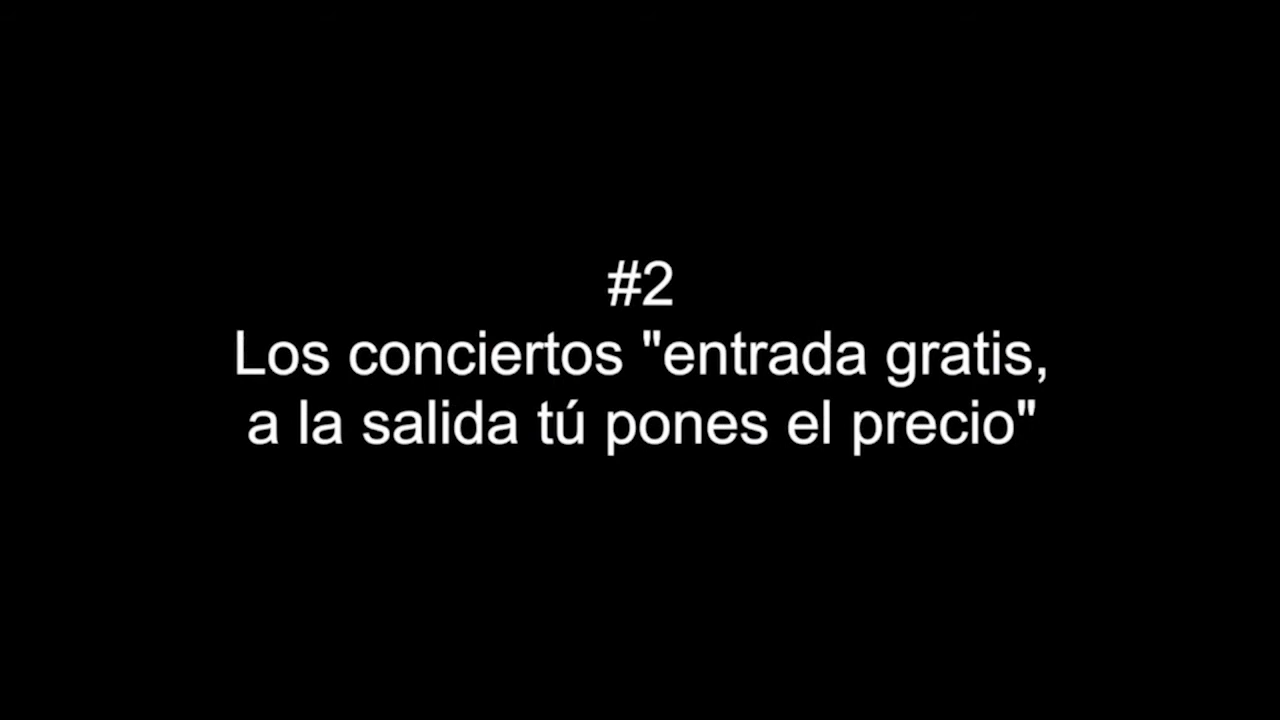 #2
Los conciertos "entrada gratis,
a la salida tú pones el precio"